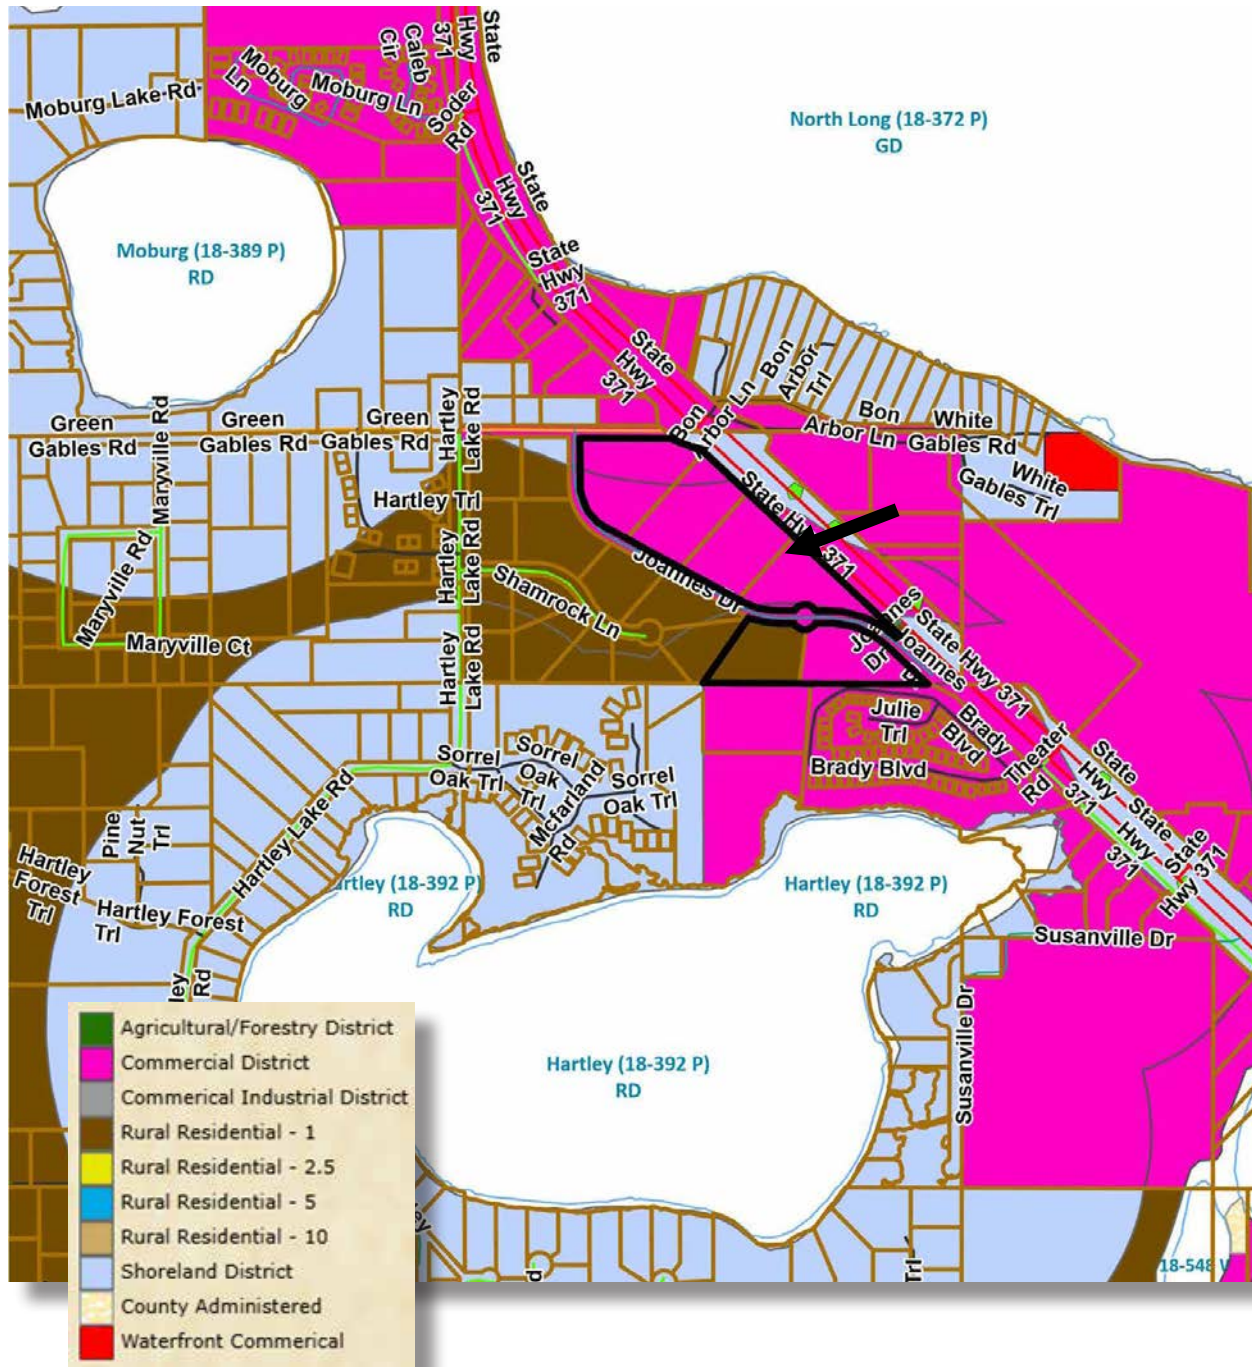 State
Hwy
371
Caleb
Cir
Moburg
Ln
Moburg Ln
Soder
Rd
Moburg Lake Rd
North Long (18-372 P)
GD
State
Hwy
371
Moburg (18-389 P)
RD
State
Hwy
371
State
Hwy
371
Bon
Arbor
Trl
Bon
Arbor Ln
Bon
Arbor Ln
White
Gables Rd
White
Gables Trl
Green
Gables Rd
Green
Gables Rd
Green
Gables Rd
Maryville Rd
Hartley
Lake Rd
Hartley Trl
State Hwy 371
Maryville Rd
Maryville Ct
Hartley
Lake Rd
Shamrock Ln
Joannes Dr
Hartley
Lake Rd
Joannes
Dr
Joannes
State Hwy 371
Julie
Trl
Brady
Blvd
Brady Blvd
Theater
Rd
State
Hwy
371
State
Hwy
371
State
Hwy 371
Sorrel
Oak Trl
Sorrel
Oak
Trl
Mcfarland
Rd
Sorrel
Oak Trl
Hartley Lake Rd
Pine
Nut
Trl
Hartley
Forest
Trl
Hartley Forest
Trl
artley (18-392 P)
RD
Hartley (18-392 P)
RD
Susanville Dr
Susanville Dr
ley
Rd
Hartley (18-392 P)
RD
Trl
18-548 W
Agricultural/Forestry District
Commercial District
Commerical Industrial District
Rural Residential - 1
Rural Residential - 2.5
Rural Residential - 5
Rural Residential - 10
Shoreland District
County Administered
Waterfront Commerical